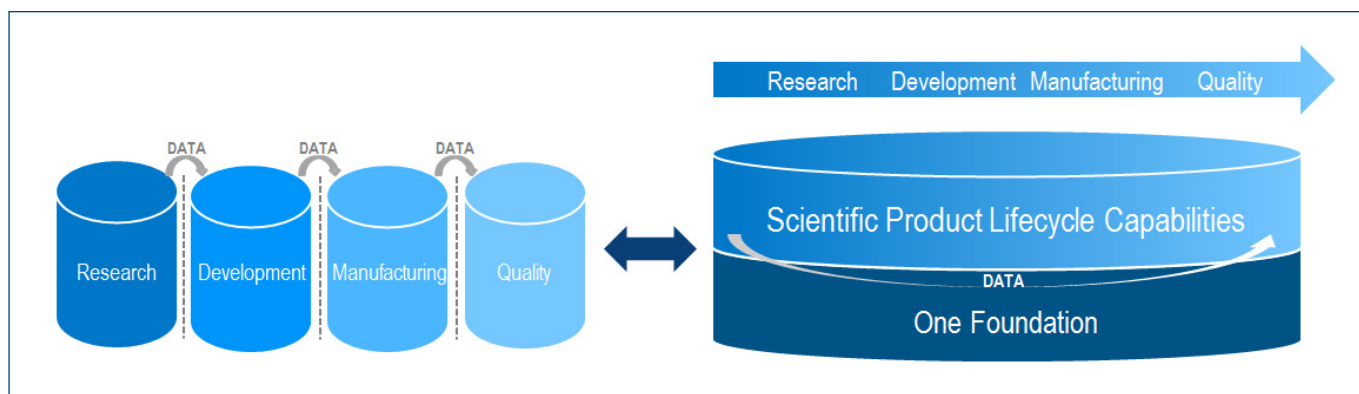 DATA
DATA
DATA
Research
Development
Manufacturing
Quality
Research Development Manufacturing Quality
Scientific Product Lifecycle Capabilities
DATA
One Foundation